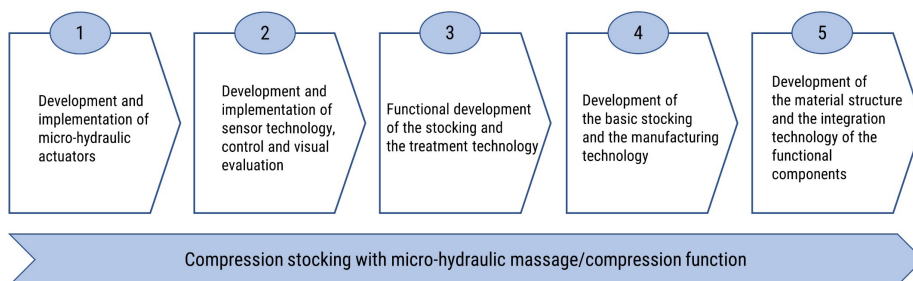 1
Development and
implementation of
micro-hydraulic
actuators
2
Development and
implementation of
sensor technology,
control and visual
evaluation
3
Functional development
of the stocking and
the treatment technology
4
Development of
the basic stocking
and the manufacturing
technology
5
Development of
the material structure
and the integration
technology of the
functional
components
Compression stocking with micro-hydraulic massage/compression function